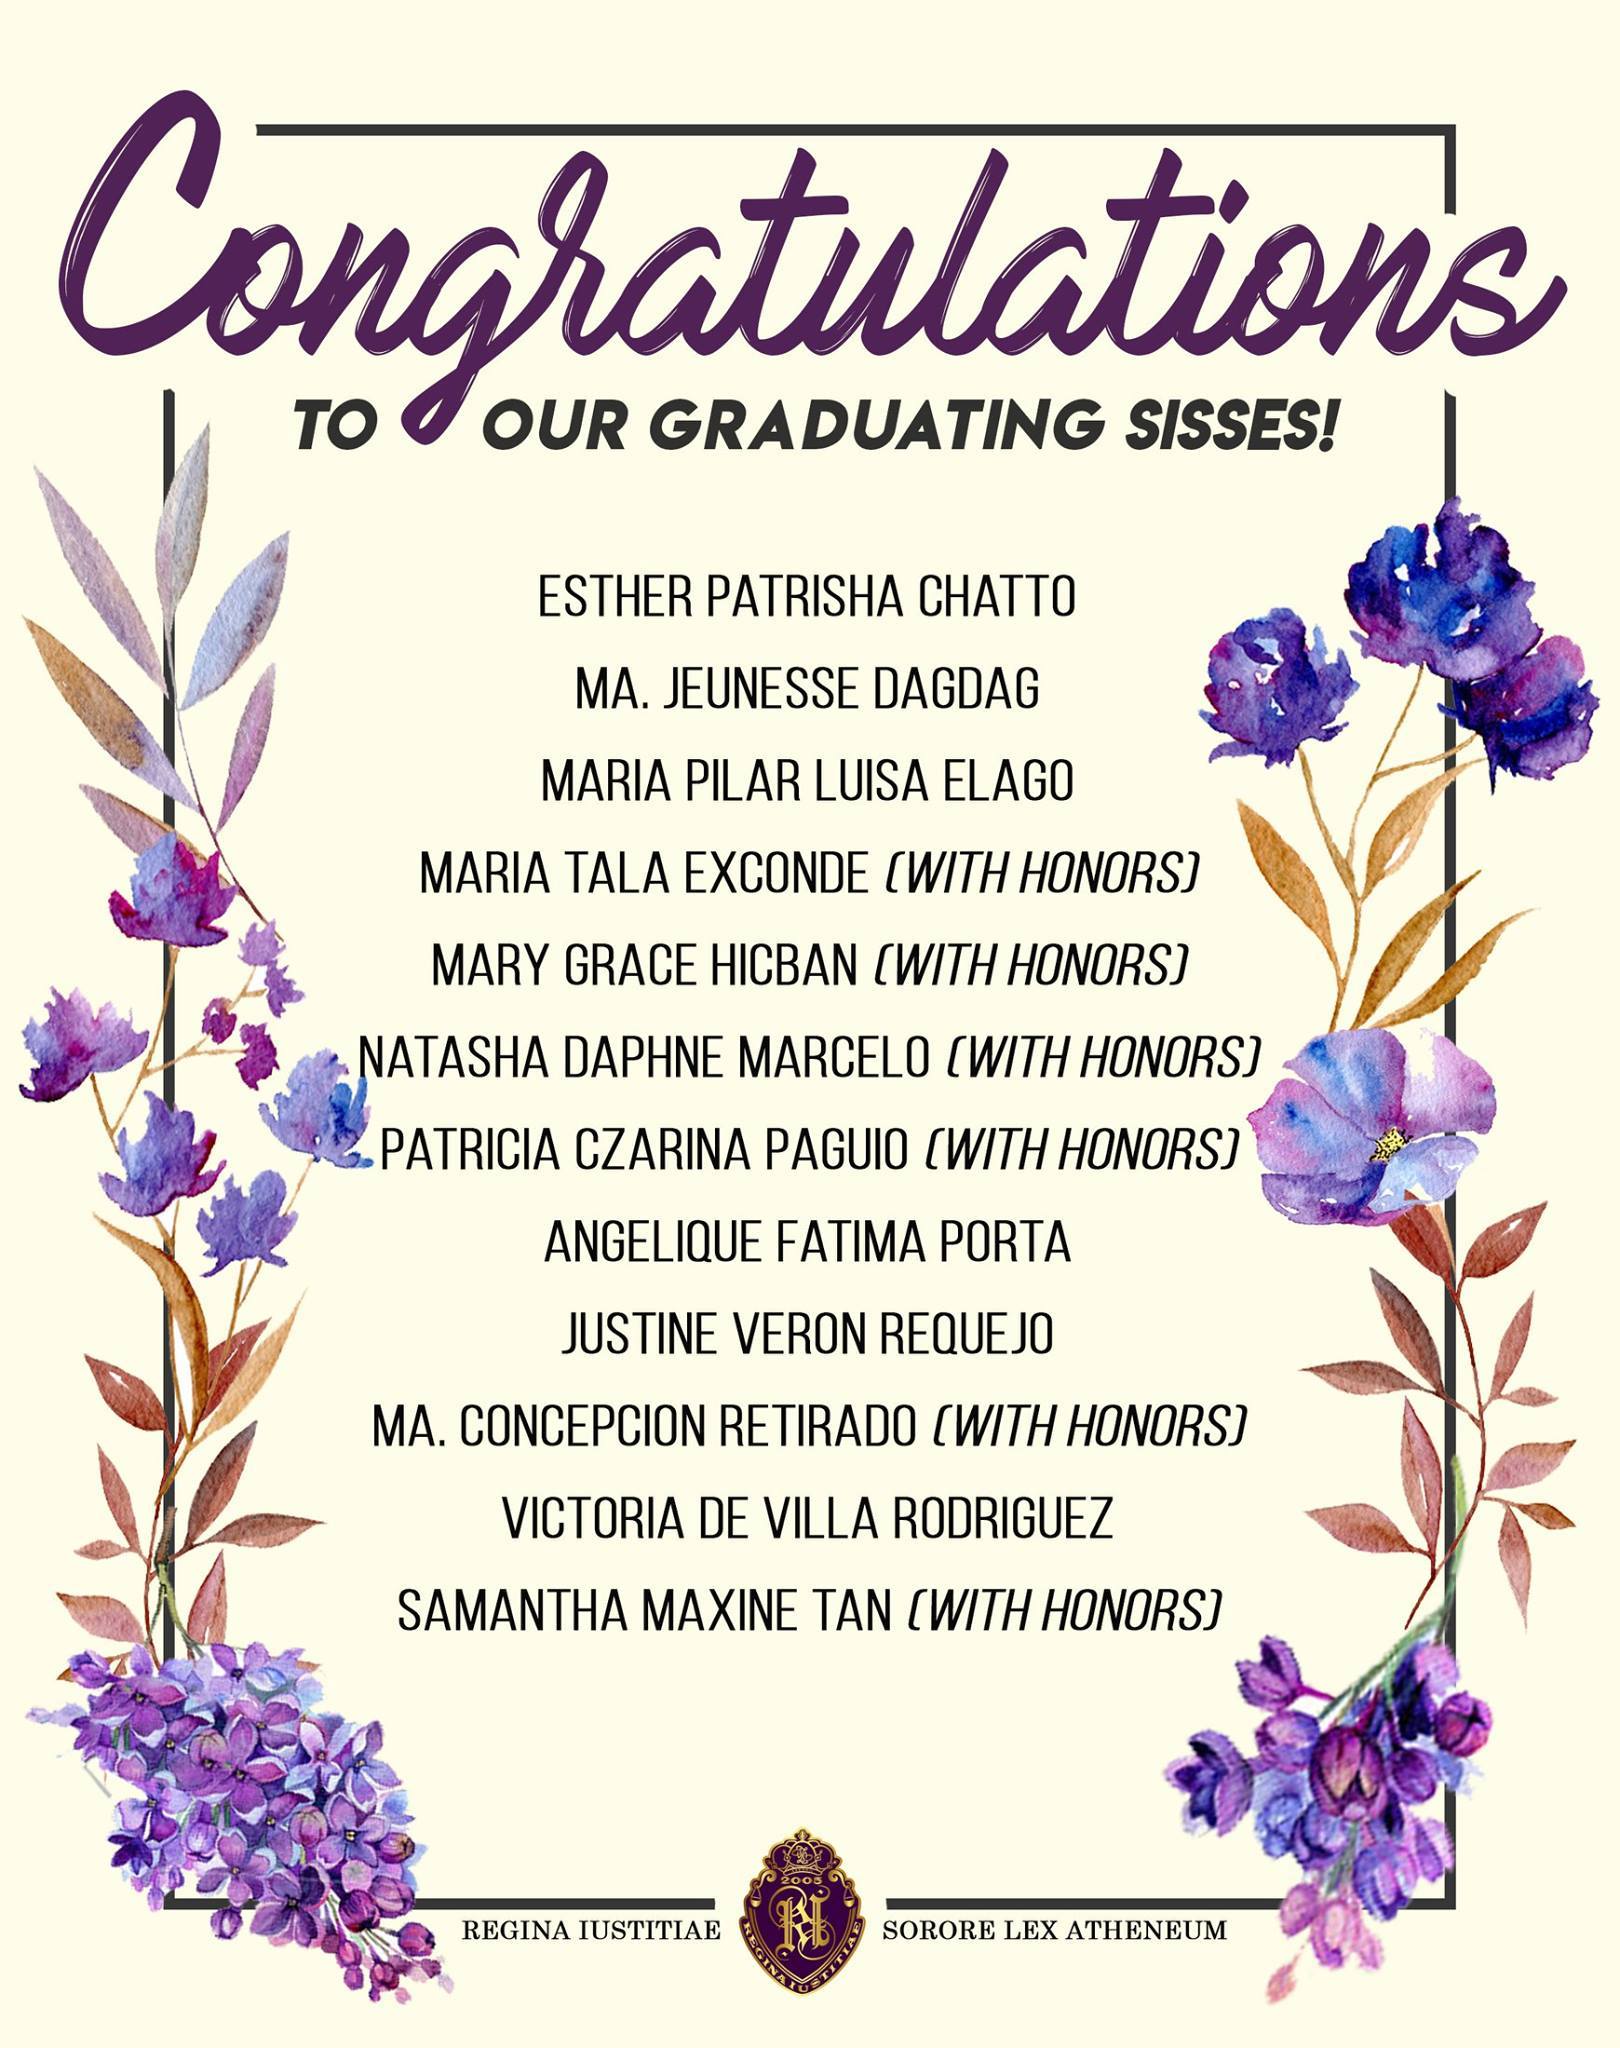 Congratulations
TO OUR GRADUATING SISSES!
ESTHER PATRISHA CHATTO
MA. JEUNESSE DAGDAG
MARIA PILAR LUISA ELAGO
MARIA TALA EXCONDE (WITH HONORS)
MARY GRACE HICBAN (WITH HONORS)
NATASHA DAPHNE MARCELO (WITH HONORS)
PATRICIA CZARINA PAGUIO (WITH HONORS)
ANGELIQUE FATIMA PORTA
JUSTINE VERON REQUEJO
MA. CONCEPCION RETIRADO (WITH HONORS)
VICTORIA DE VILLA RODRIGUEZ
SAMANTHA MAXINE TAN (WITH HONORS)
2005
RI
REGINA IUSTITIAE
REGINA IUSTITIAE SORORE LEX ATHENEUM